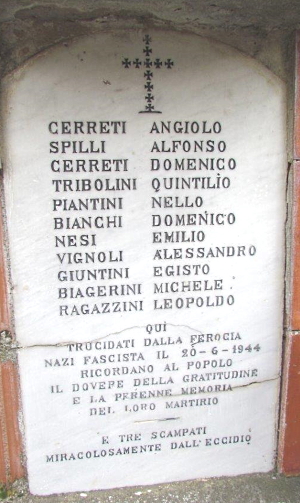 CERRETI ANGIOLO
SPILLI ALFONSO
CERRETI DOMENICO
TRIBOLINI QUINTILIO
PIANTINI NELLO
BIANCHI DOMENICO
NESI EMILIO
VIGNOLI ALESSANDRO
GIUNTINI EGISTO
BIAGERINI MICHELE
RAGAZZINI LEOPOLDO
QUI
TRUCIDATI DALLA FEROCIA
NAZI FASCISTA IL 20-6-1944
RICORDANO AL POPOLO
IL DOVERE DELLA GRATITUDINE
E LA PERENNE MEMORIA
DEL LORO MARTIRIO
E TRE SCAMPATI
MIRACOLOSAMENTE DALL'ECCIDIO